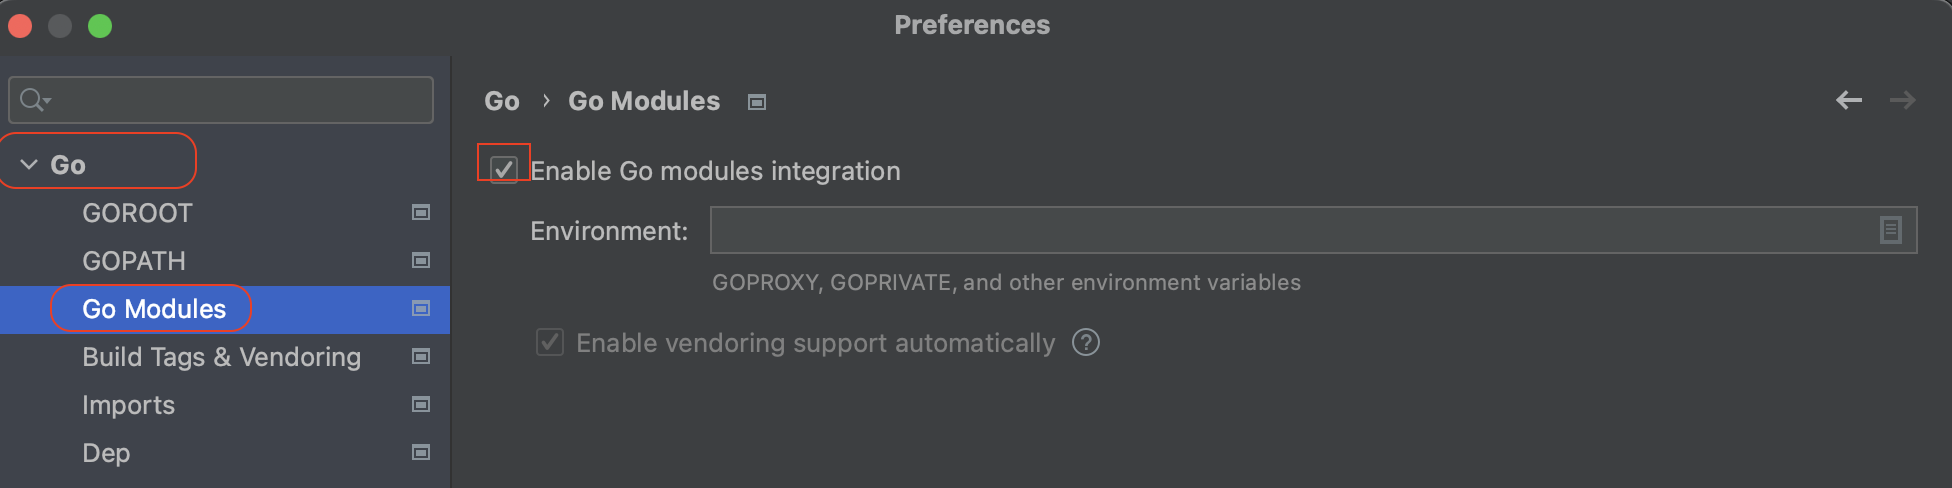 Preferences
Go
GOROOT
GOPATH
Go Modules
Build Tags & Vendoring
Imports
Dep
Go › Go Modules
Enable Go modules integration
Environment:
GOPROXY, GOPRIVATE, and other environment variables
Enable vendoring support automatically ?